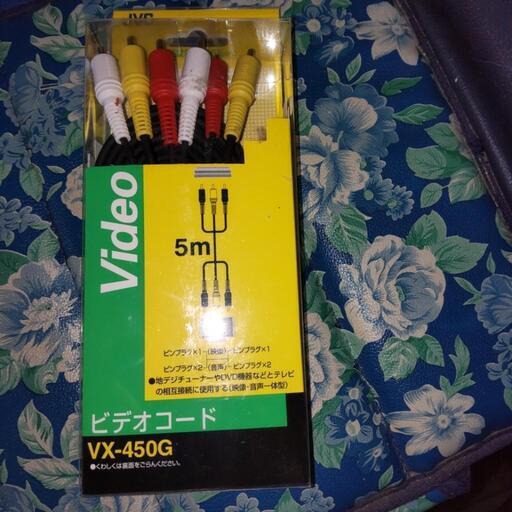 JVC
Video
5m
ピンプラグ×1-(映像)-ピンプラグ×1
ピンプラグ×2-(音声)-ピンプラグ×2
●地デジチューナーやDVD機器などとテレビ
の相互接続に使用する(映像・音声一体型)
ビデオコード
VX-450G
●くわしくは裏面をごらんください。